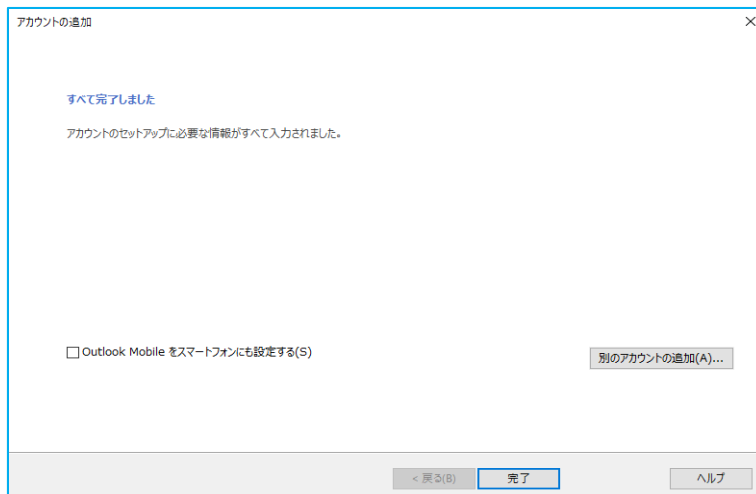 アカウントの追加
すべて完了しました
アカウントのセットアップに必要な情報がすべて入力されました。
Outlook Mobile をスマートフォンにも設定する(S)
別のアカウントの追加(A)...
< 戻る(B)
完了
ヘルプ